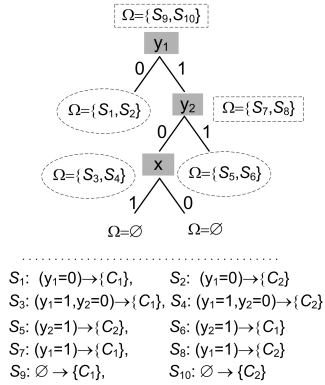 Ω={S₉,S₁₀}
y₁
0 1
Ω={S₁,S₂} y₂ Ω={S₇,S₈}
0 1
Ω={S₃,S₄} x Ω={S₅,S₆}
1 0
Ω=∅ Ω=∅
S₁: (y₁=0)→{C₁}, S₂: (y₁=0)→{C₂}
S₃: (y₁=1,y₂=0)→{C₁}, S₄: (y₁=1,y₂=0)→{C₂}
S₅: (y₂=1)→{C₂}, S₆: (y₂=1)→{C₁}
S₇: (y₁=1)→{C₁}, S₈: (y₁=1)→{C₂}
S₉: ∅ → {C₁}, S₁₀: ∅ → {C₂}